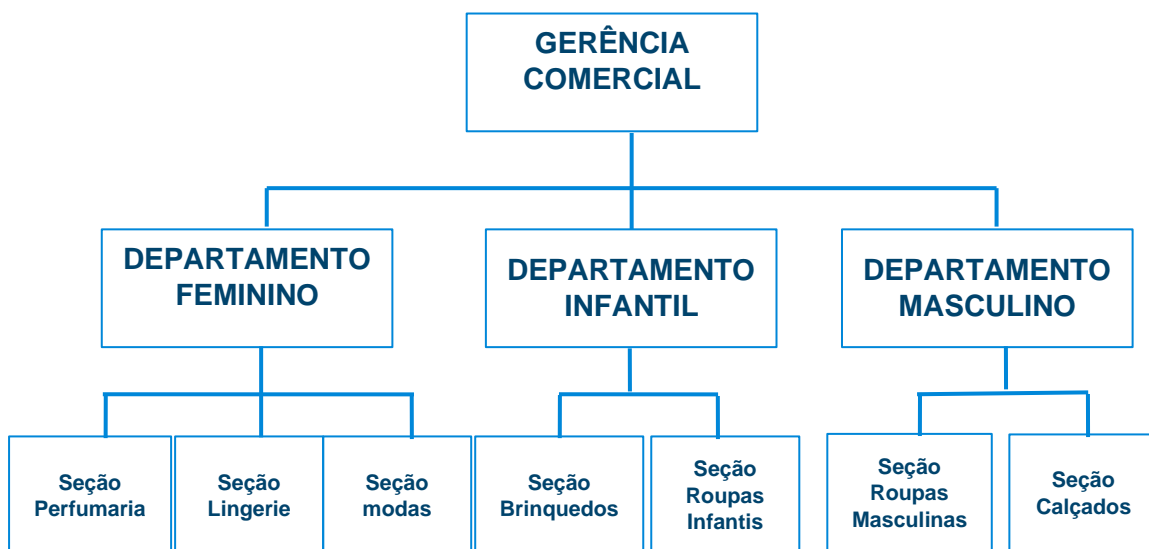 GERÊNCIA
COMERCIAL
DEPARTAMENTO
FEMININO
DEPARTAMENTO
INFANTIL
DEPARTAMENTO
MASCULINO
Seção
Perfumaria
Seção
Lingerie
Seção
modas
Seção
Brinquedos
Seção
Roupas
Infantis
Seção
Roupas
Masculinas
Seção
Calçados